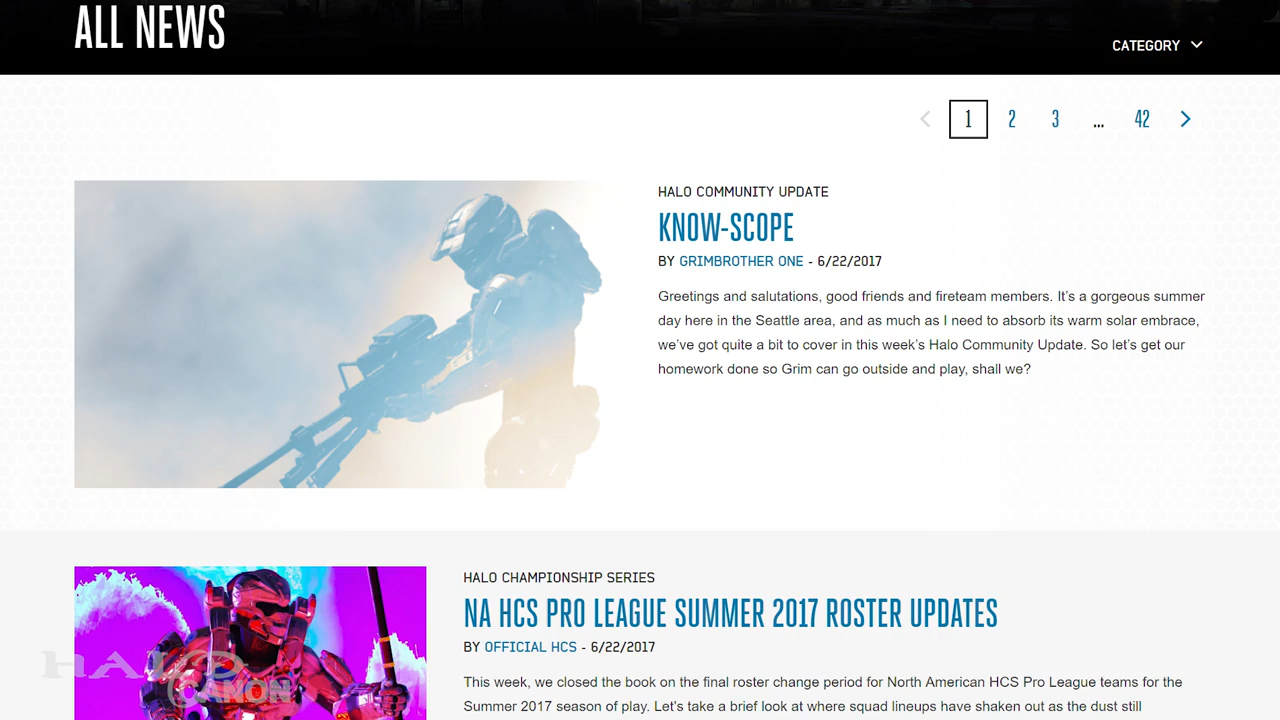 ALL NEWS
CATEGORY
1 2 3 ... 42
HALO COMMUNITY UPDATE
KNOW-SCOPE
BY GRIMBROTHER ONE - 6/22/2017
Greetings and salutations, good friends and fireteam members. It's a gorgeous summer
day here in the Seattle area, and as much as I need to absorb its warm solar embrace,
we've got quite a bit to cover in this week's Halo Community Update. So let's get our
homework done so Grim can go outside and play, shall we?
HALO CHAMPIONSHIP SERIES
NA HCS PRO LEAGUE SUMMER 2017 ROSTER UPDATES
BY OFFICIAL HCS - 6/22/2017
This week, we closed the book on the final roster change period for North American HCS Pro League teams for the
Summer 2017 season of play. Let's take a brief look at where squad lineups have shaken out as the dust still
HALO
CANON